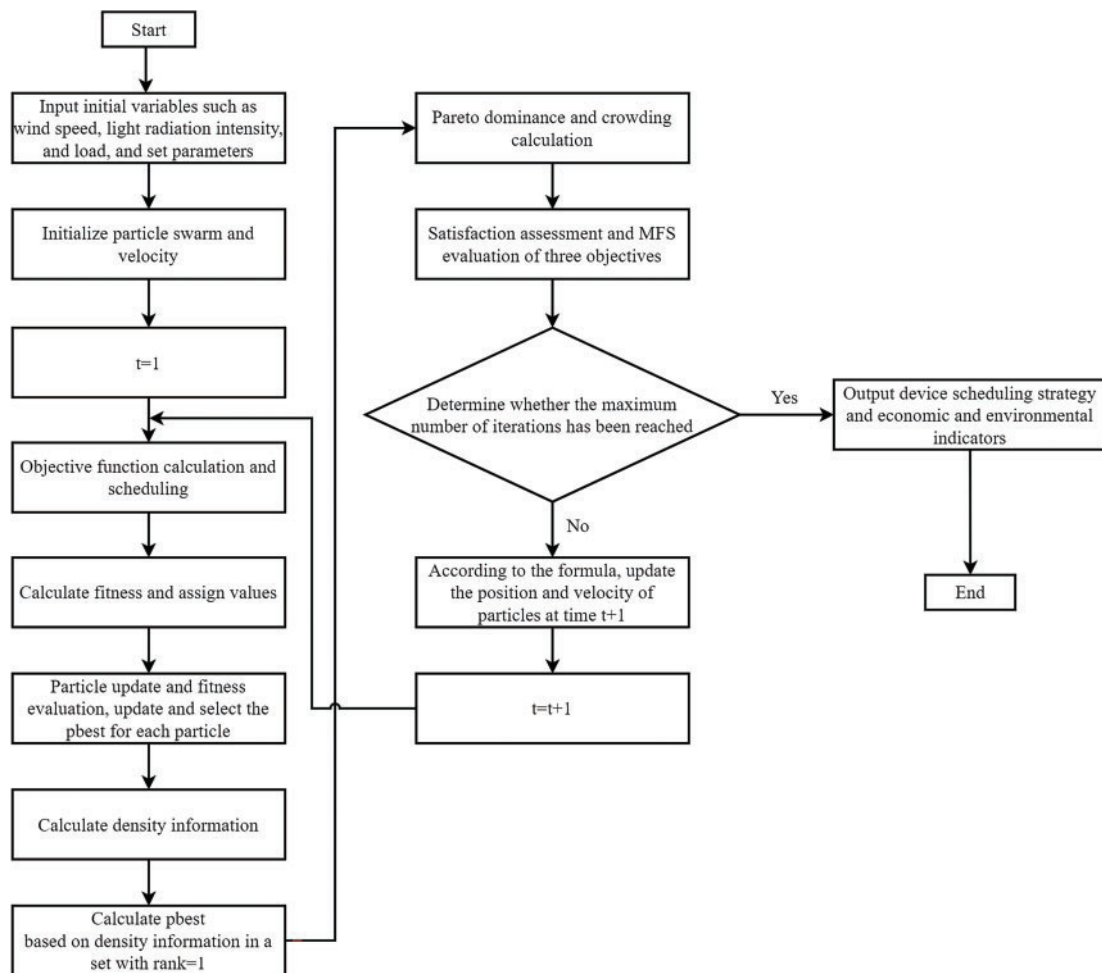 Start
Input initial variables such as
wind speed, light radiation intensity,
and load, and set parameters
Initialize particle swarm and
velocity
t=1
Objective function calculation and
scheduling
Calculate fitness and assign values
Particle update and fitness
evaluation, update and select the
pbest for each particle
Calculate density information
Calculate pbest
based on density information in a
set with rank=1
Pareto dominance and crowding
calculation
Satisfaction assessment and MFS
evaluation of three objectives
Determine whether the maximum
number of iterations has been reached
Yes
No
According to the formula, update
the position and velocity of
particles at time t+1
t=t+1
Output device scheduling strategy
and economic and environmental
indicators
End